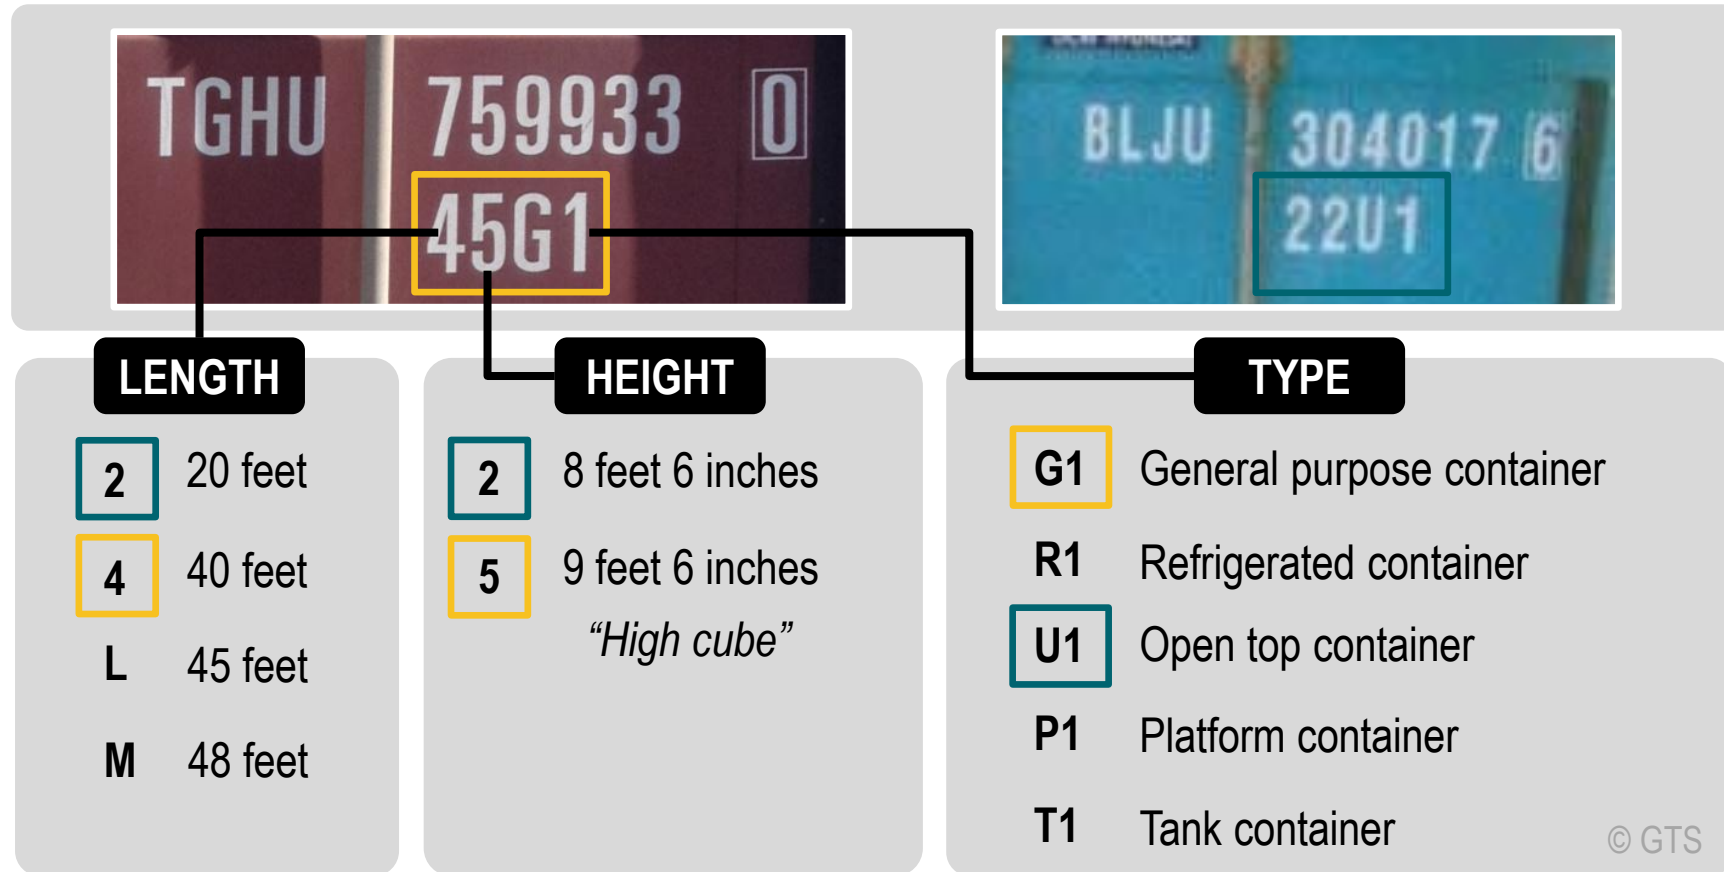 TGHU 759933 0
45G1
BLJU 304017 6
22U1
LENGTH
2 20 feet
4 40 feet
L 45 feet
M 48 feet
HEIGHT
2 8 feet 6 inches
5 9 feet 6 inches
“High cube”
TYPE
G1 General purpose container
R1 Refrigerated container
U1 Open top container
P1 Platform container
T1 Tank container
© GTS